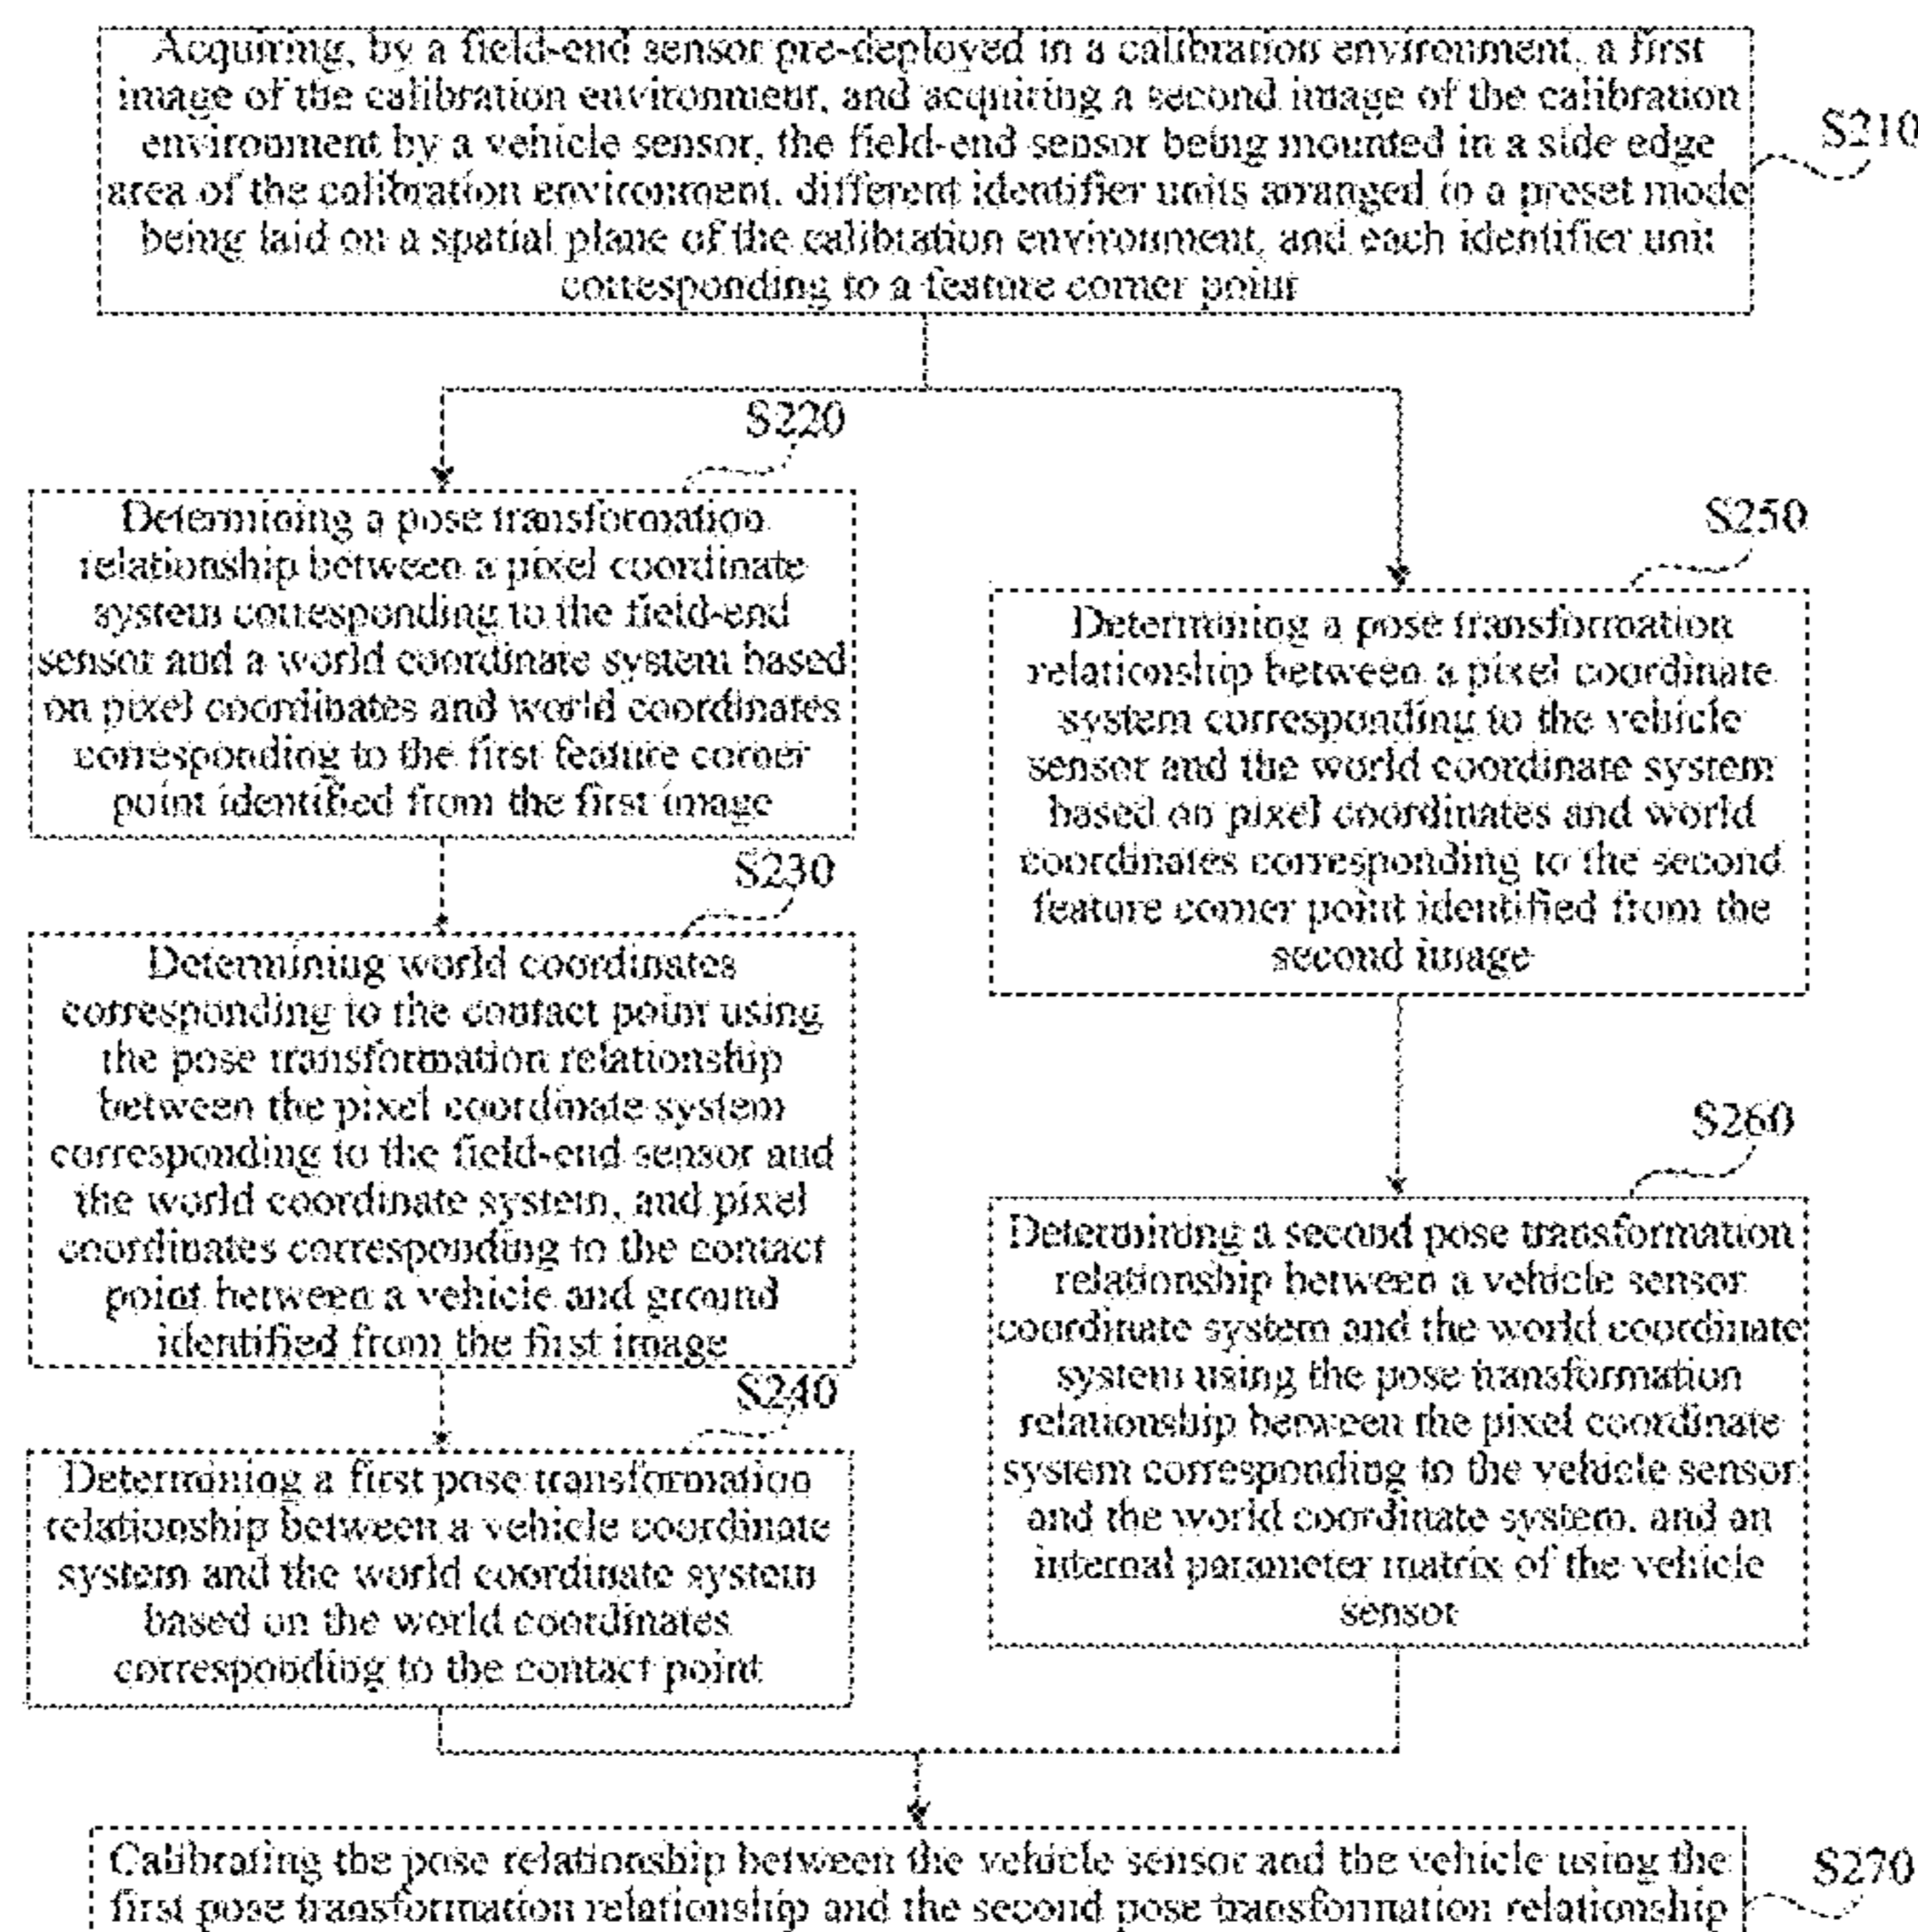 Acquiring, by a field-end sensor pre-deployed in a calibration environment, a first
image of the calibration environment, and acquiring a second image of the calibration
environment by a vehicle sensor, the field-end sensor being mounted in a side edge
area of the calibration environment, different identifier units arranged in a preset mode
being laid on a spatial plane of the calibration environment, and each identifier unit
corresponding to a feature corner point
S210
S220
Determining a pose transformation
relationship between a pixel coordinate
system corresponding to the field-end
sensor and a world coordinate system based
on pixel coordinates and world coordinates
corresponding to the first feature corner
point identified from the first image
S230
Determining world coordinates
corresponding to the contact point using
the pose transformation relationship
between the pixel coordinate system
corresponding to the field-end sensor and
the world coordinate system, and pixel
coordinates corresponding to the contact
point between a vehicle and ground
identified from the first image
S240
Determining a first pose transformation
relationship between a vehicle coordinate
system and the world coordinate system
based on the world coordinates
corresponding to the contact point
S250
Determining a pose transformation
relationship between a pixel coordinate
system corresponding to the vehicle
sensor and the world coordinate system
based on pixel coordinates and world
coordinates corresponding to the second
feature corner point identified from the
second image
S260
Determining a second pose transformation
relationship between a vehicle sensor
coordinate system and the world coordinate
system using the pose transformation
relationship between the pixel coordinate
system corresponding to the vehicle sensor
and the world coordinate system, and an
internal parameter matrix of the vehicle
sensor
Calibrating the pose relationship between the vehicle sensor and the vehicle using the
first pose transformation relationship and the second pose transformation relationship
S270